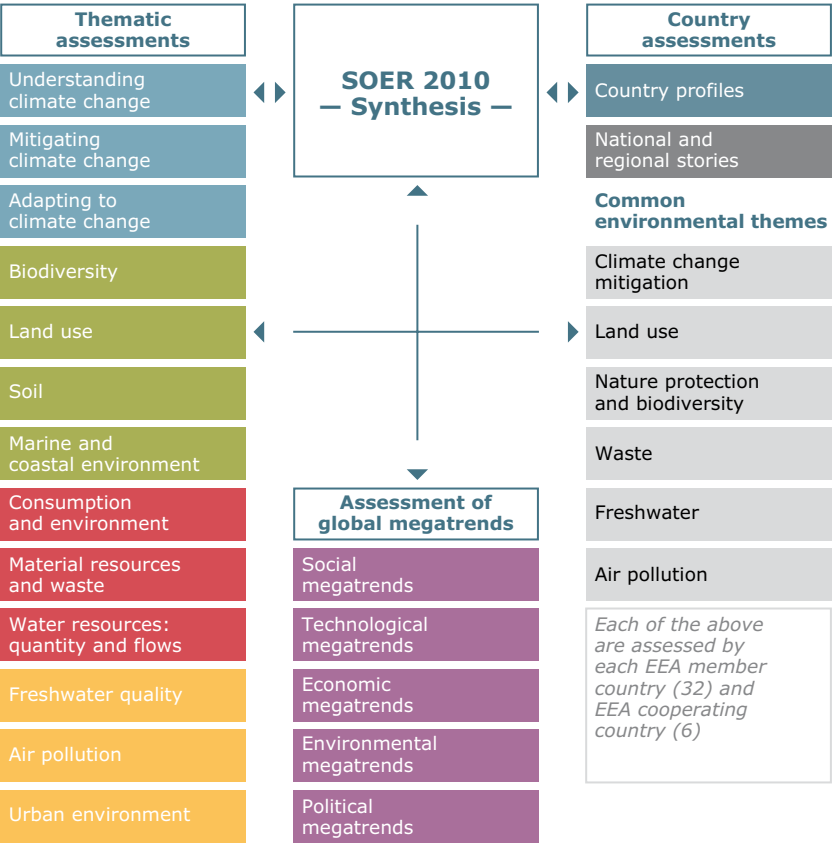 Thematic
assessments
Understanding
climate change
Mitigating
climate change
Adapting to
climate change
Biodiversity
Land use
Soil
Marine and
coastal environment
Consumption
and environment
Material resources
and waste
Water resources:
quantity and flows
Freshwater quality
Air pollution
Urban environment
SOER 2010
— Synthesis —
Assessment of
global megatrends
Social
megatrends
Technological
megatrends
Economic
megatrends
Environmental
megatrends
Political
megatrends
Country
assessments
Country profiles
National and
regional stories
Common
environmental themes
Climate change
mitigation
Land use
Nature protection
and biodiversity
Waste
Freshwater
Air pollution
Each of the above
are assessed by
each EEA member
country (32) and
EEA cooperating
country (6)